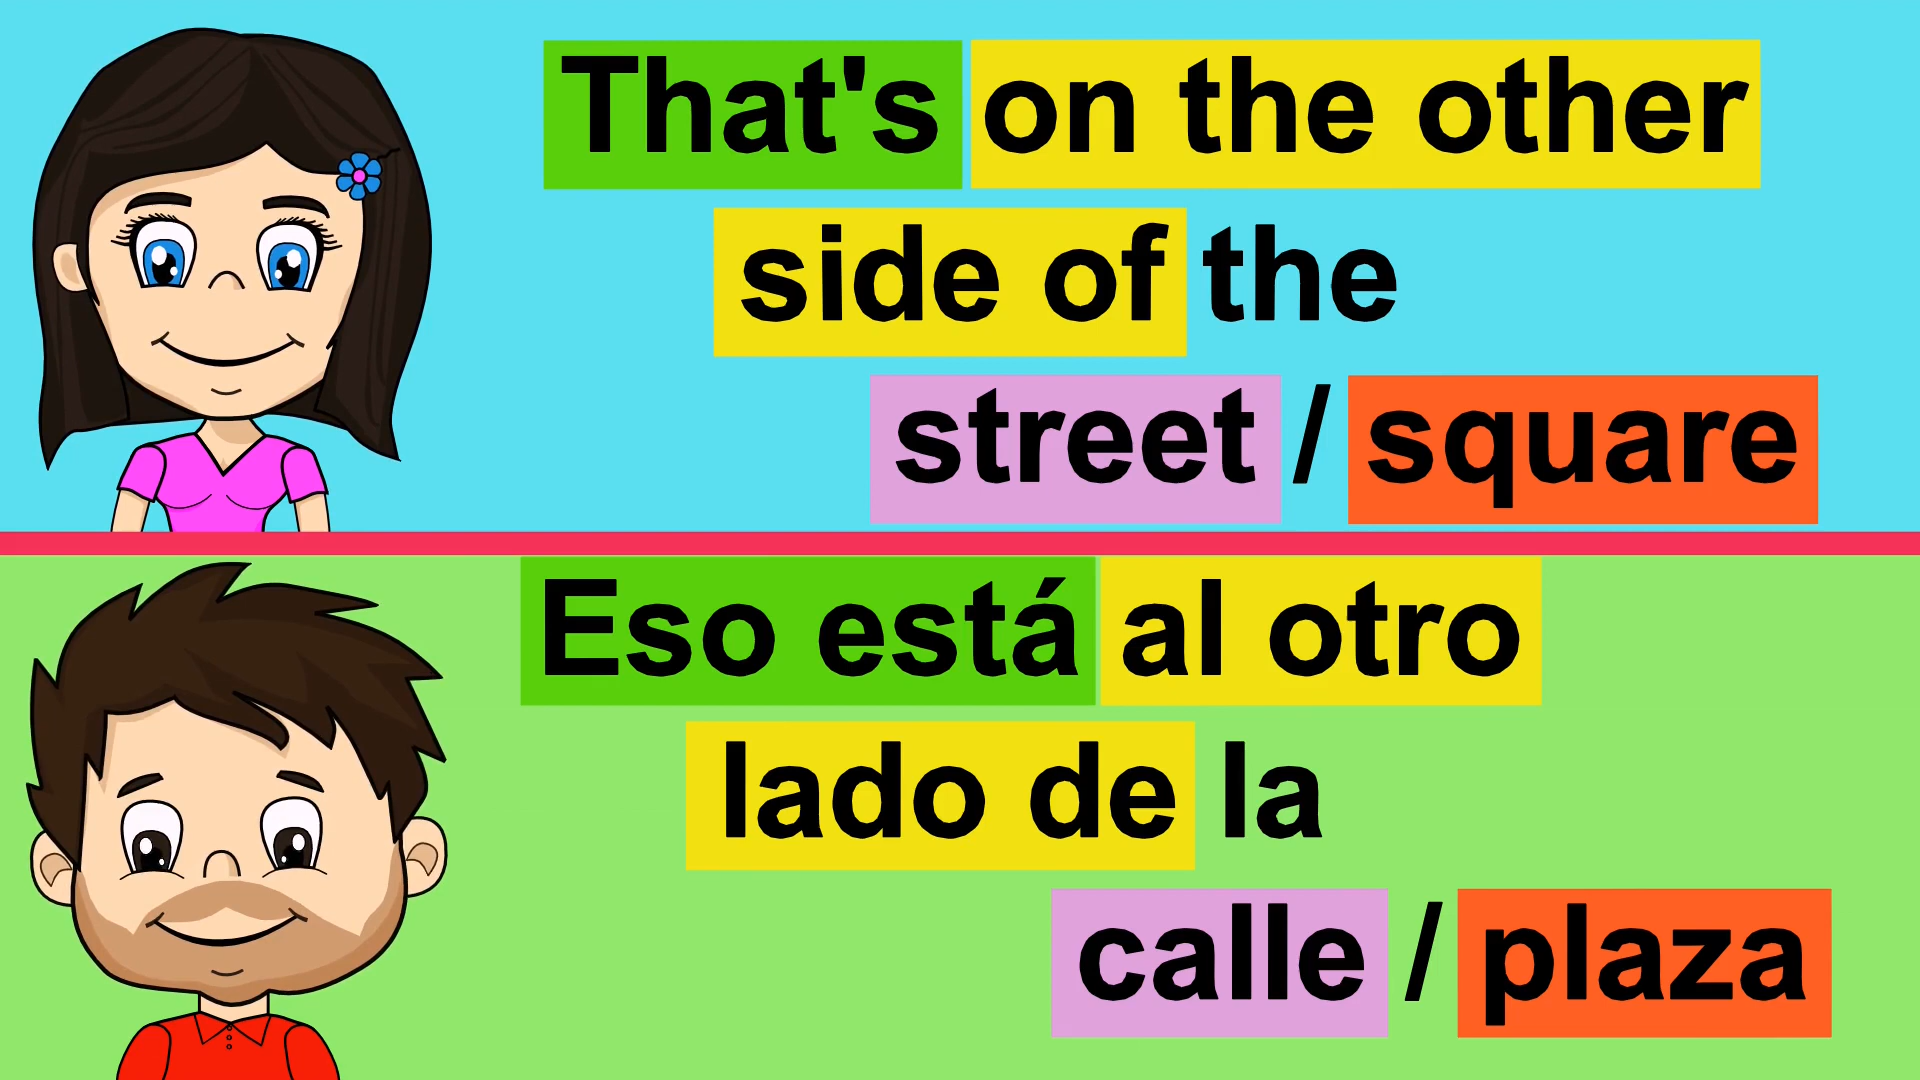 That's on the other
side of the
street / square
Eso está al otro
lado de la
calle / plaza